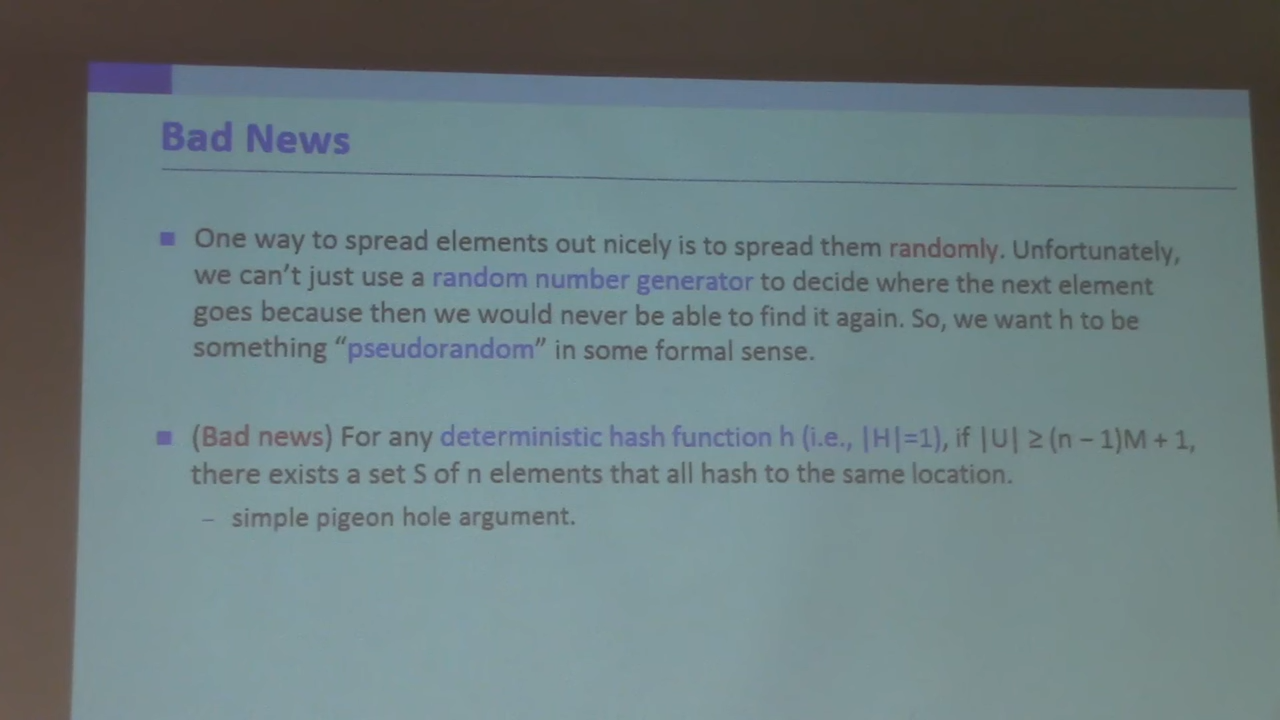 Bad News
■ One way to spread elements out nicely is to spread them randomly. Unfortunately,
we can't just use a random number generator to decide where the next element
goes because then we would never be able to find it again. So, we want h to be
something “pseudorandom” in some formal sense.
■ (Bad news) For any deterministic hash function h (i.e., |H|=1), if |U| ≥ (n − 1)M + 1,
there exists a set S of n elements that all hash to the same location.
– simple pigeon hole argument.